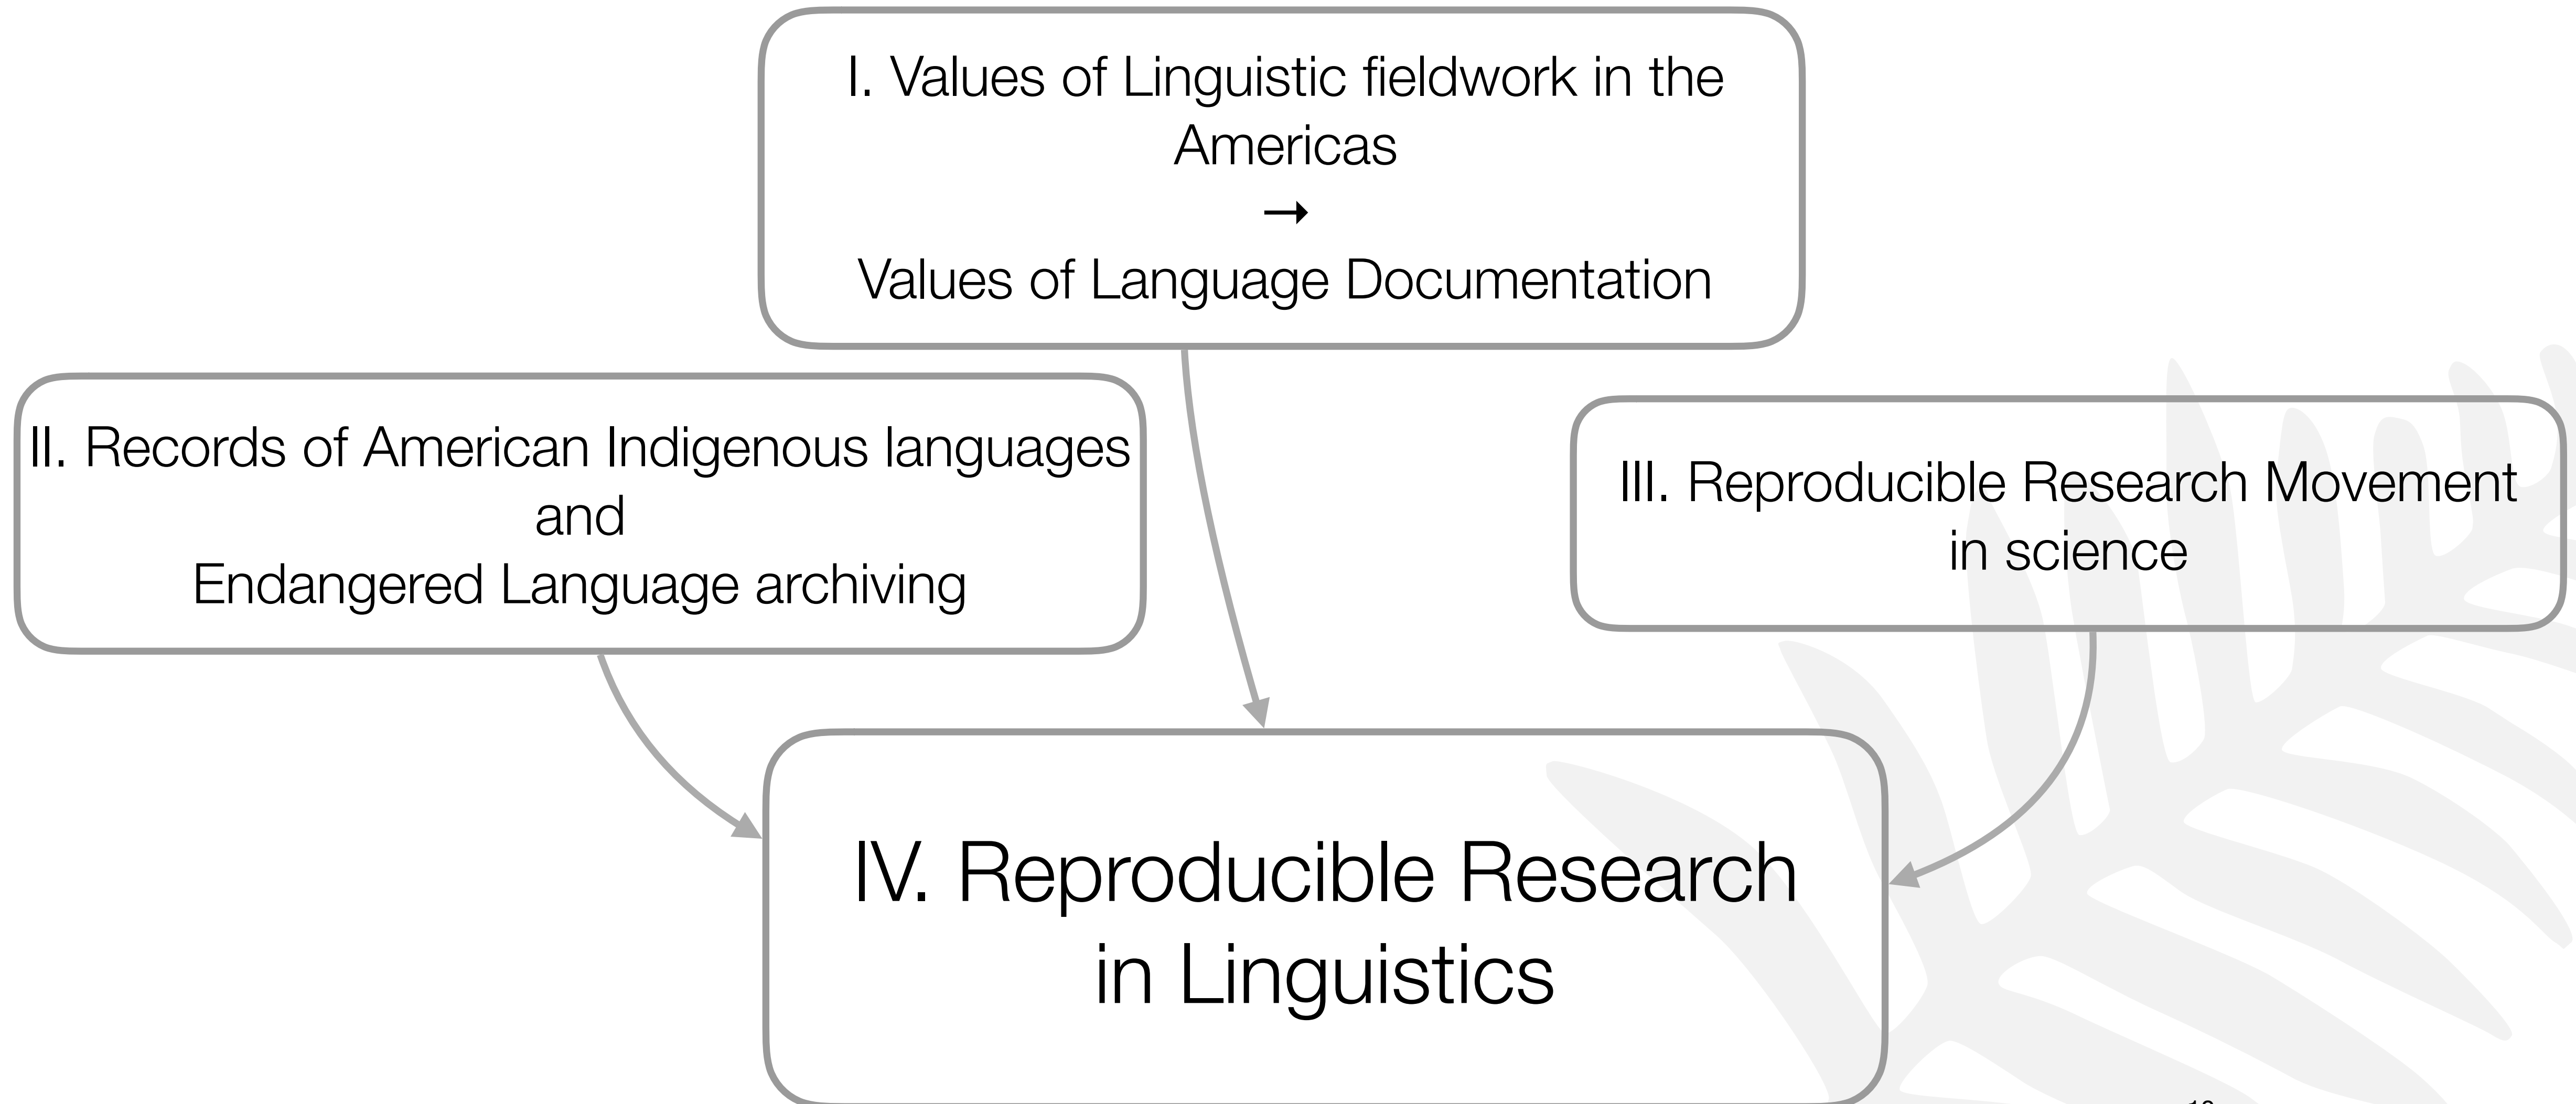 I. Values of Linguistic fieldwork in the
Americas
→
Values of Language Documentation
II. Records of American Indigenous languages
and
Endangered Language archiving
III. Reproducible Research Movement
in science
IV. Reproducible Research
in Linguistics